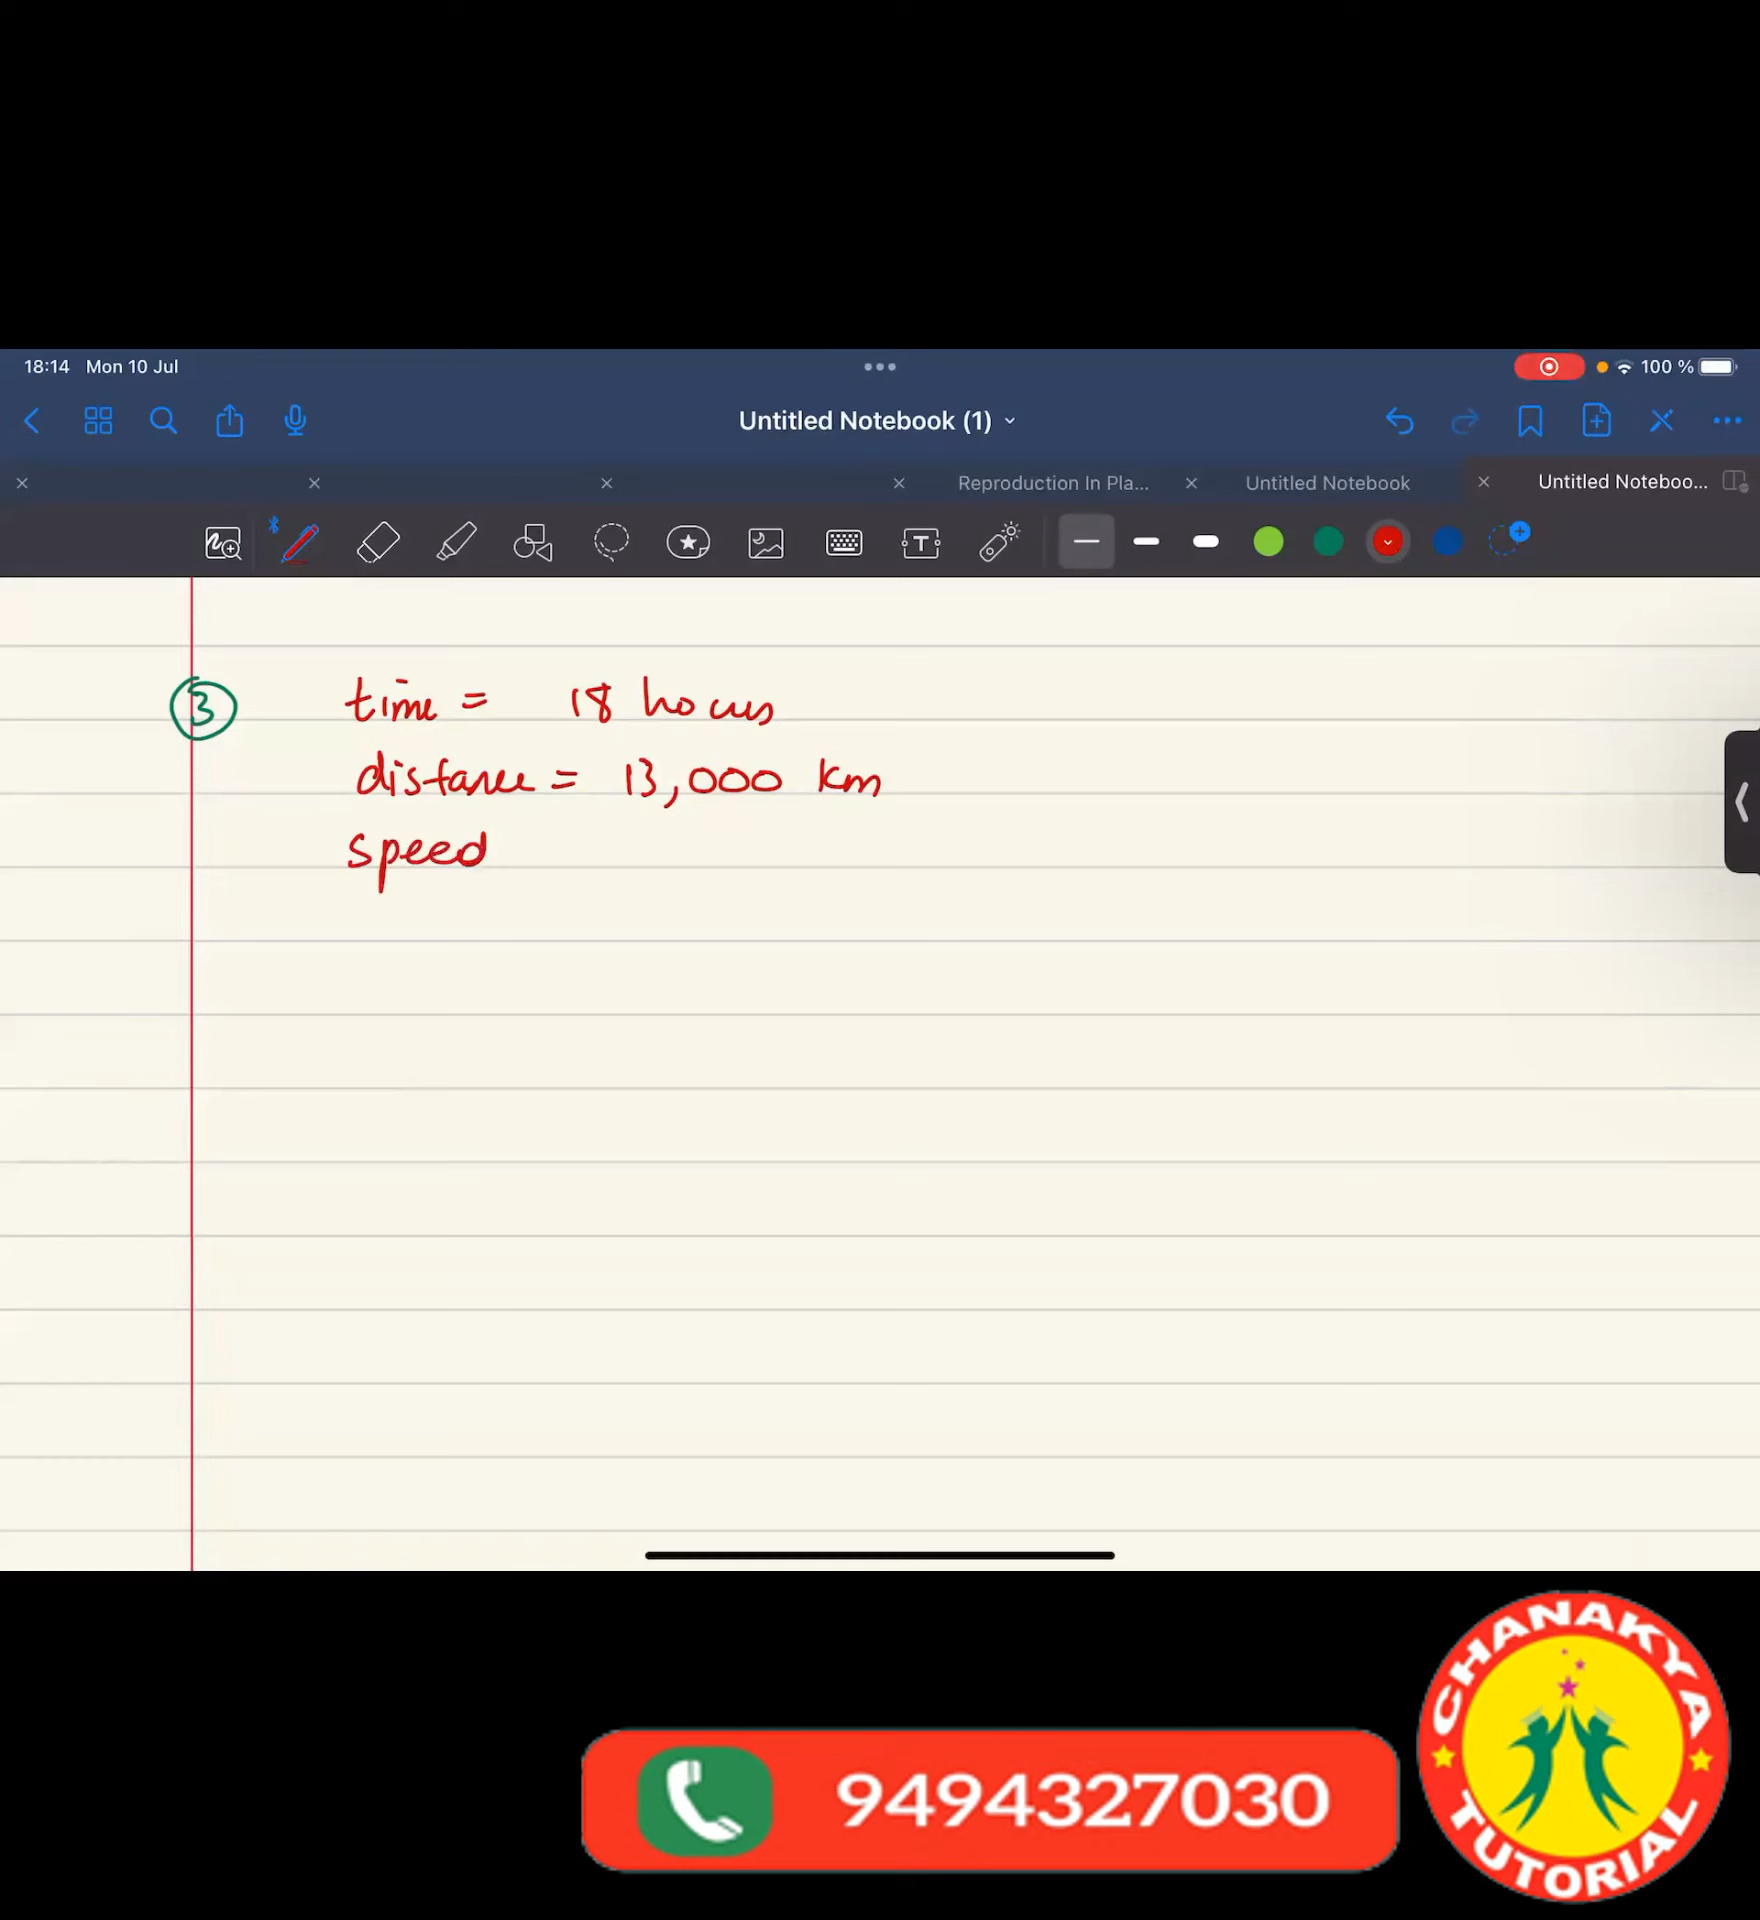 18:14 Mon 10 Jul
100 %
Untitled Notebook (1)
Reproduction In Pla...
Untitled Notebook
Untitled Noteboo...
T
3 time = 18 hours
distance = 13,000 km
speed
9494327030
CHANAKYA
TUTORIAL